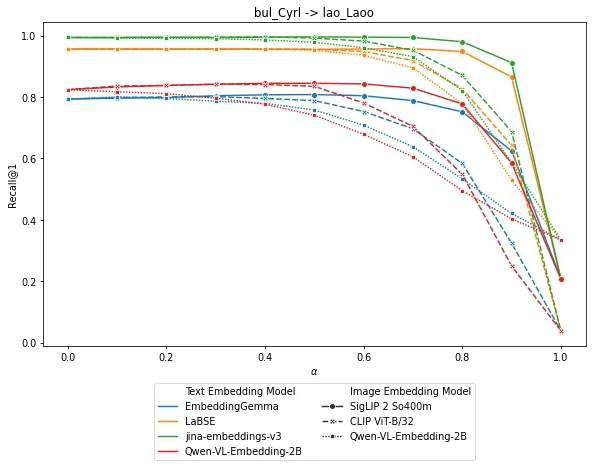 bul_Cyrl -> lao_Laoo
1.0
0.8
0.6
0.4
0.2
0.0
Recall@1
0.0 0.2 0.4 0.6 0.8 1.0
α
Text Embedding Model Image Embedding Model
EmbeddingGemma SigLIP 2 So400m
LaBSE CLIP ViT-B/32
jina-embeddings-v3 Qwen-VL-Embedding-2B
Qwen-VL-Embedding-2B